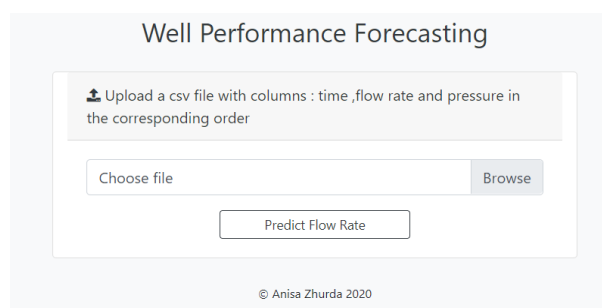 Well Performance Forecasting
Upload a csv file with columns : time ,flow rate and pressure in
the corresponding order
Choose file
Browse
Predict Flow Rate
© Anisa Zhurda 2020